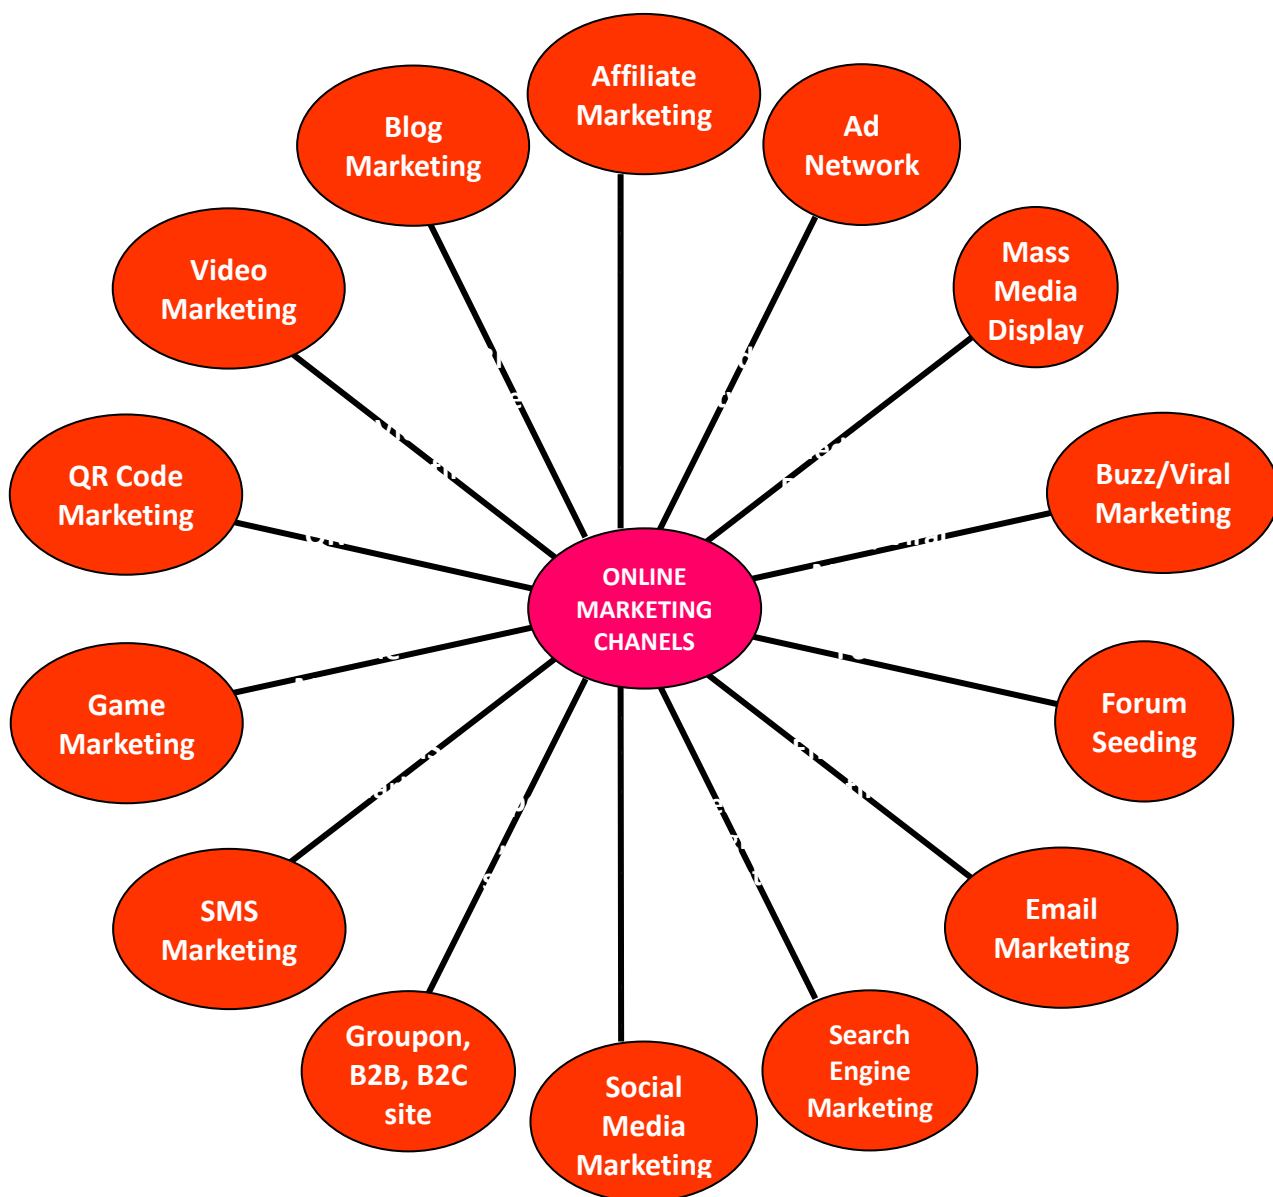 Affiliate
Marketing
Ad
Network
Mass
Media
Display
Buzz/Viral
Marketing
Forum
Seeding
Email
Marketing
Search
Engine
Marketing
Social
Media
Marketing
Groupon,
B2B, B2C
site
SMS
Marketing
Game
Marketing
QR Code
Marketing
Video
Marketing
Blog
Marketing
ONLINE
MARKETING
CHANELS